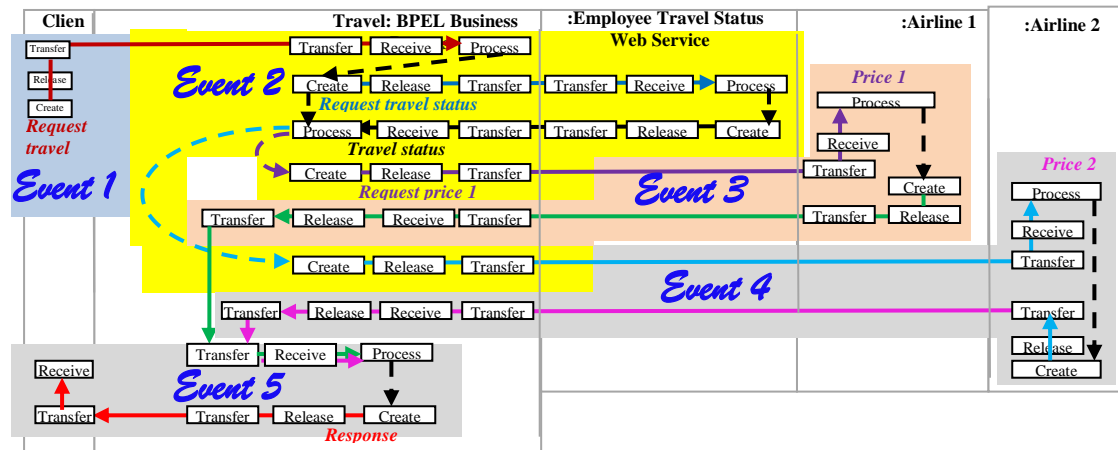 Clien
Travel: BPEL Business
:Employee Travel Status
Web Service
:Airline 1
:Airline 2
Transfer
Release
Create
Request
travel
Event 1
Transfer Receive Process
Event 2
Create Release Transfer Transfer Receive Process
Request travel status
Process Receive Transfer Transfer Release Create
Travel status
Create Release Transfer
Request price 1
Event 3
Price 1
Process
Receive
Transfer
Create
Transfer Release Receive Transfer Transfer Release
Price 2
Process
Receive
Create Release Transfer Transfer
Event 4
Transfer Release Receive Transfer Transfer
Release
Create
Transfer Receive Process
Receive
Event 5
Transfer Transfer Release Create
Response